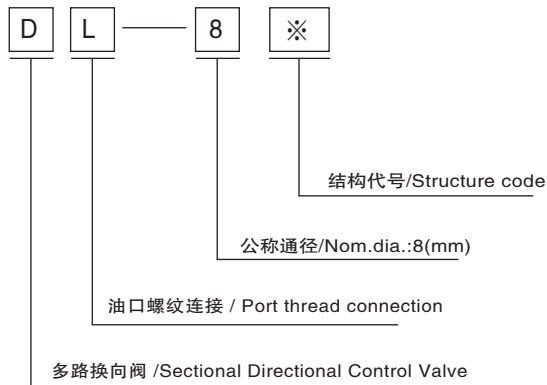 D L — 8 ※
结构代号/Structure code
公称通径/Nom.dia.:8(mm)
油口螺纹连接 / Port thread connection
多路换向阀 /Sectional Directional Control Valve